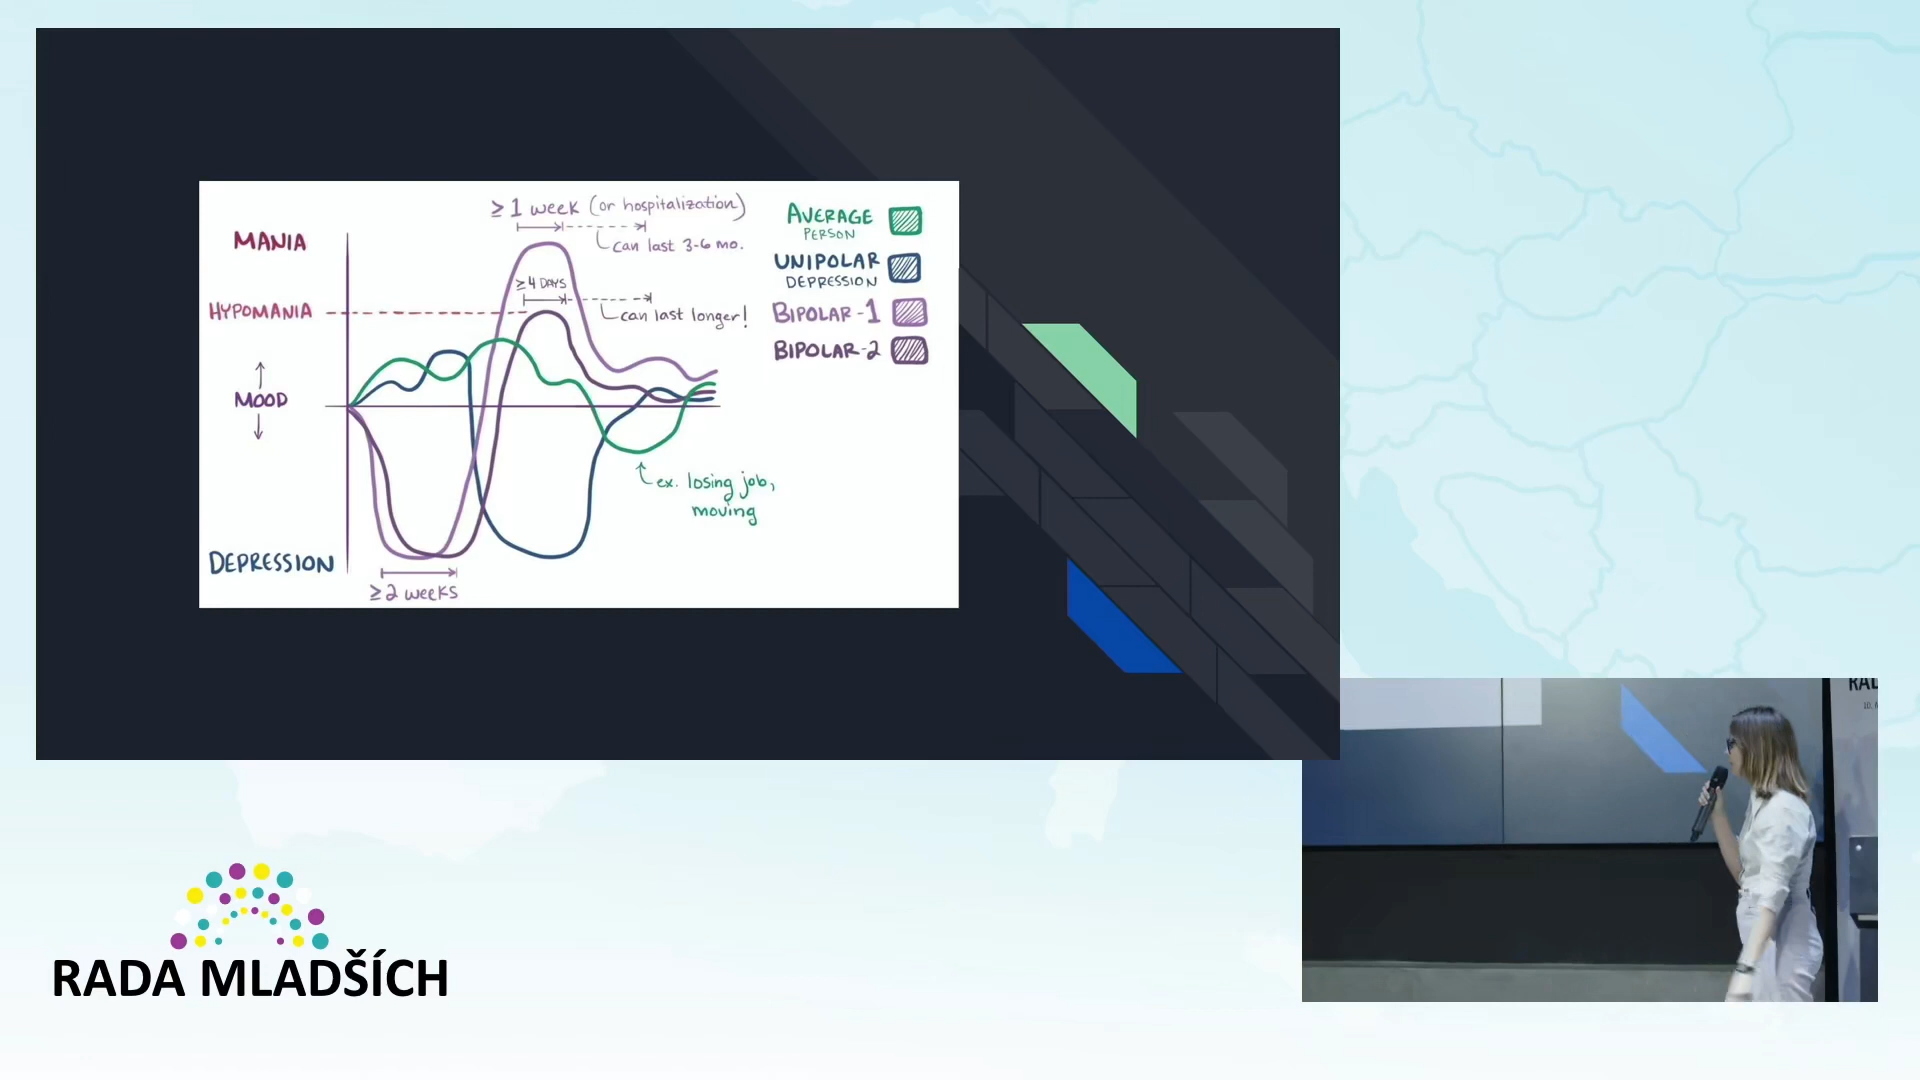 ≥ 1 week (or hospitalization)
can last 3-6 mo.
MANIA
≥4 DAYS
HYPOMANIA
can last longer!
MOOD
ex. losing job,
moving
DEPRESSION
≥2 weeks
AVERAGE
PERSON
UNIPOLAR
DEPRESSION
BIPOLAR-1
BIPOLAR-2
RADA MLADŠÍCH